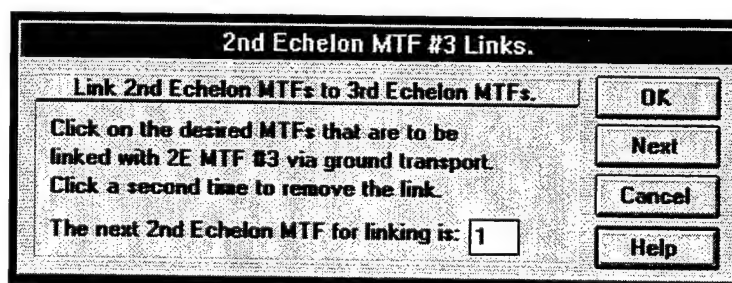 2nd Echelon MTF #3 Links.
Link 2nd Echelon MTFs to 3rd Echelon MTFs.
Click on the desired MTFs that are to be
linked with 2E MTF #3 via ground transport.
Click a second time to remove the link.
The next 2nd Echelon MTF for linking is: 1
OK
Next
Cancel
Help